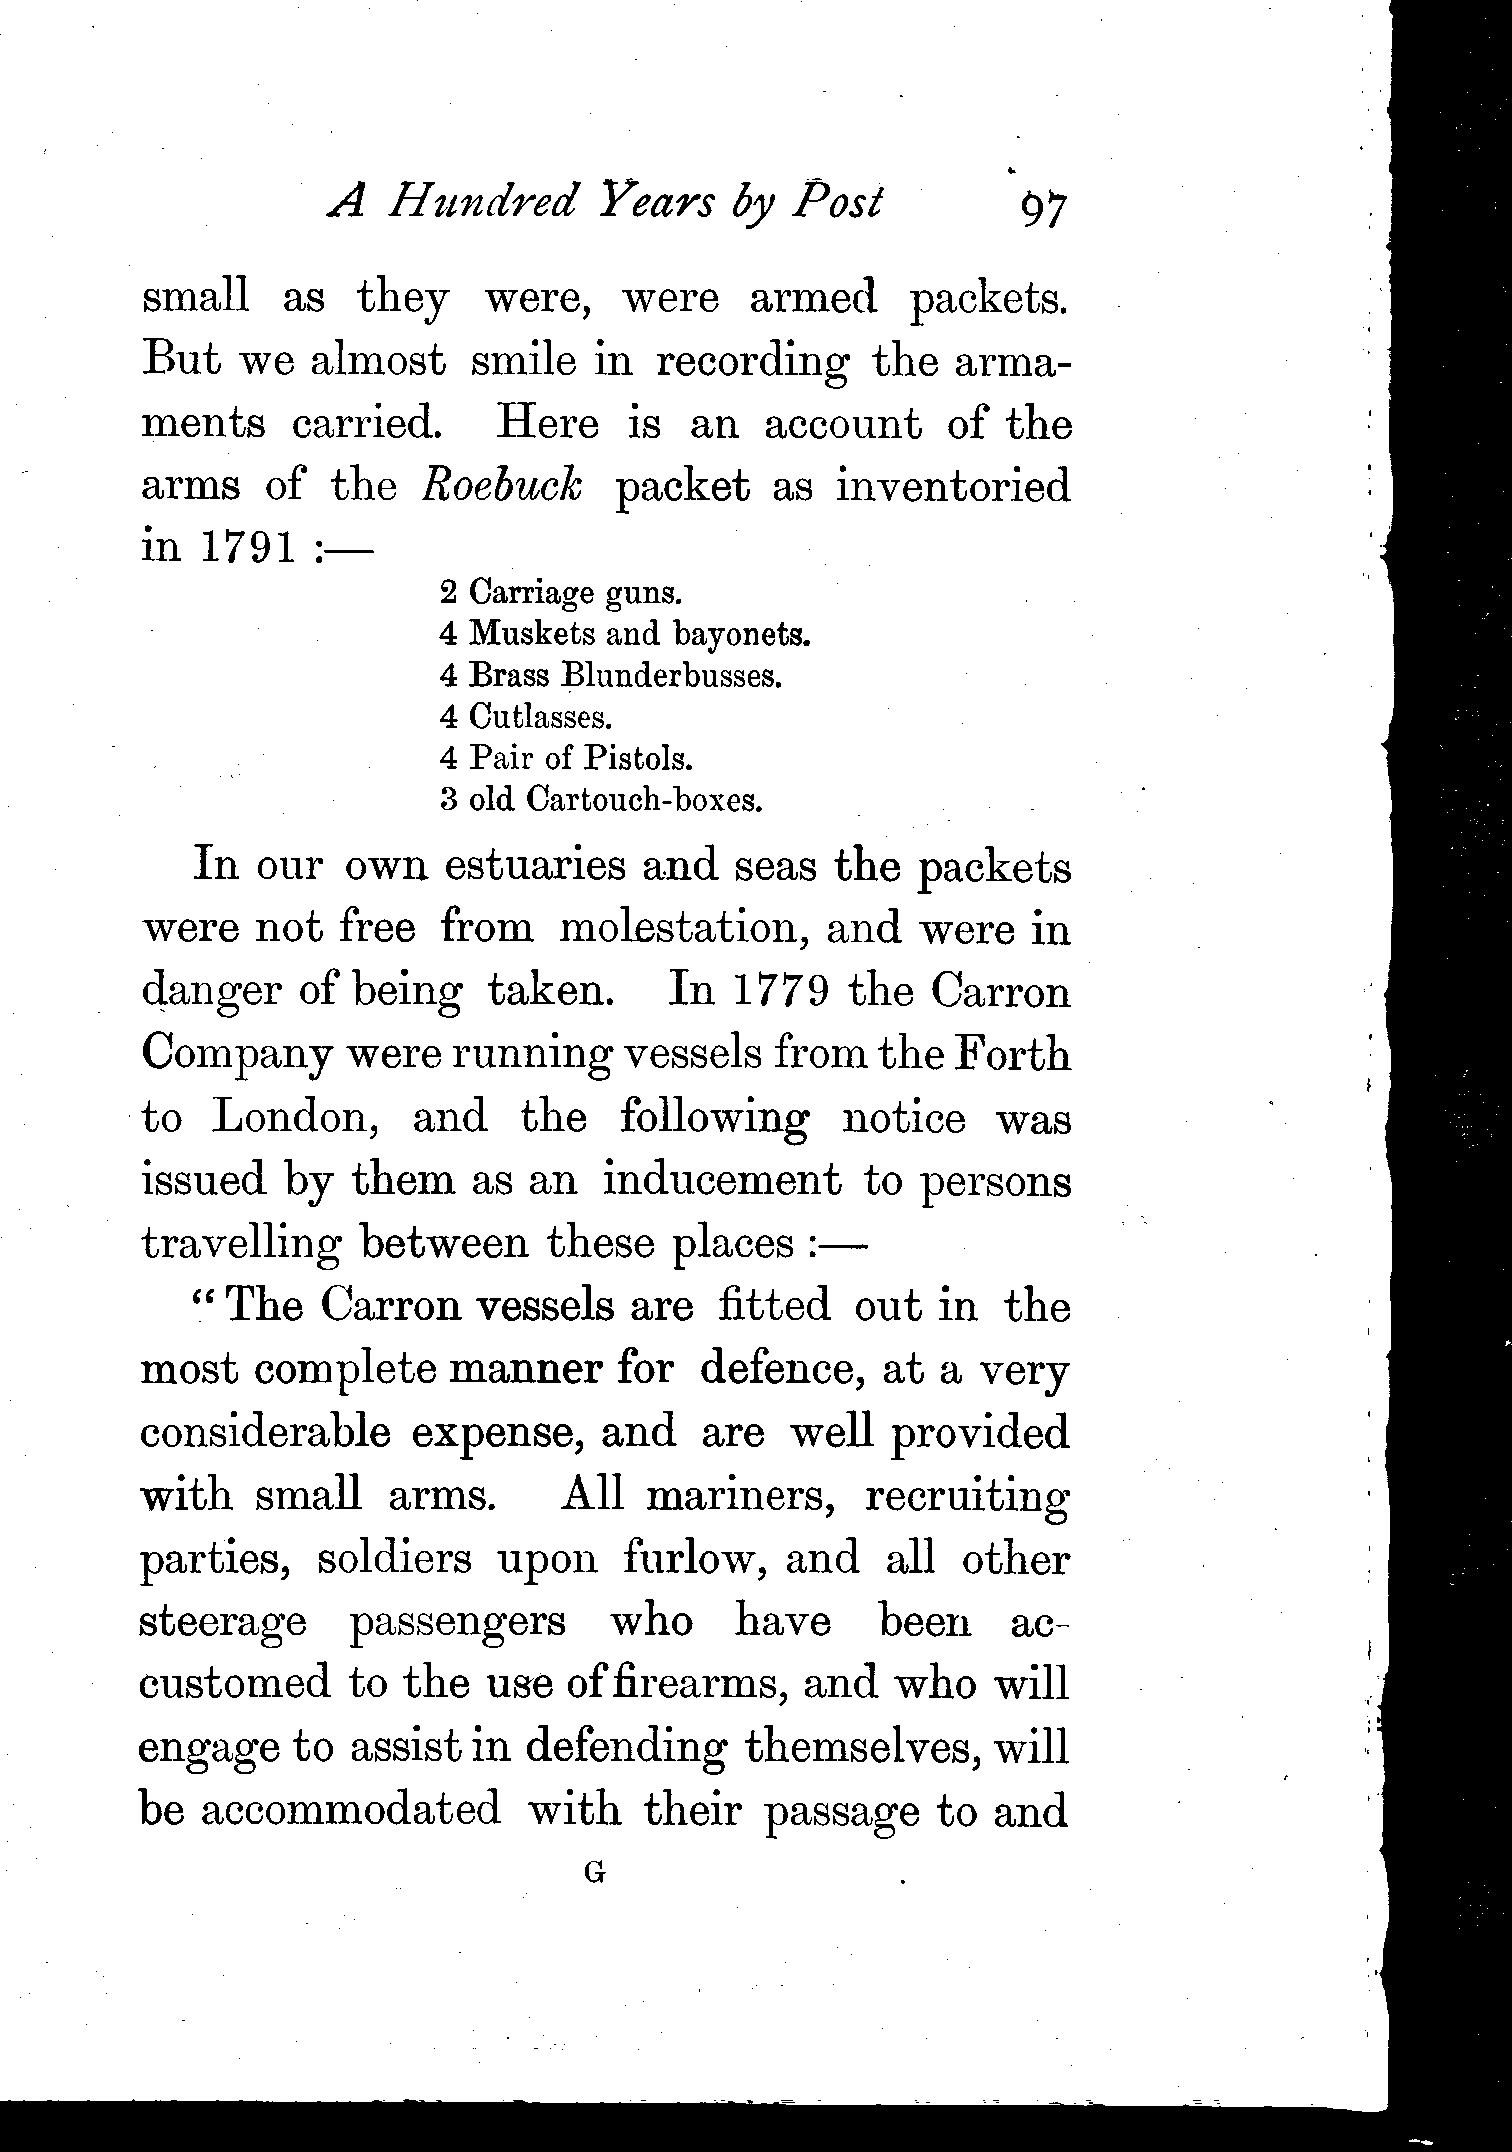 A Hundred Years by Post 97
small as they were, were armed packets.
But we almost smile in recording the arma-
ments carried. Here is an account of the
arms of the Roebuck packet as inventoried
in 1791 :—
2 Carriage guns.
4 Muskets and bayonets.
4 Brass Blunderbusses.
4 Cutlasses.
4 Pair of Pistols.
3 old Cartouch-boxes.
In our own estuaries and seas the packets
were not free from molestation, and were in
danger of being taken. In 1779 the Carron
Company were running vessels from the Forth
to London, and the following notice was
issued by them as an inducement to persons
travelling between these places :—
“The Carron vessels are fitted out in the
most complete manner for defence, at a very
considerable expense, and are well provided
with small arms. All mariners, recruiting
parties, soldiers upon furlow, and all other
steerage passengers who have been ac-
customed to the use of firearms, and who will
engage to assist in defending themselves, will
be accommodated with their passage to and
G